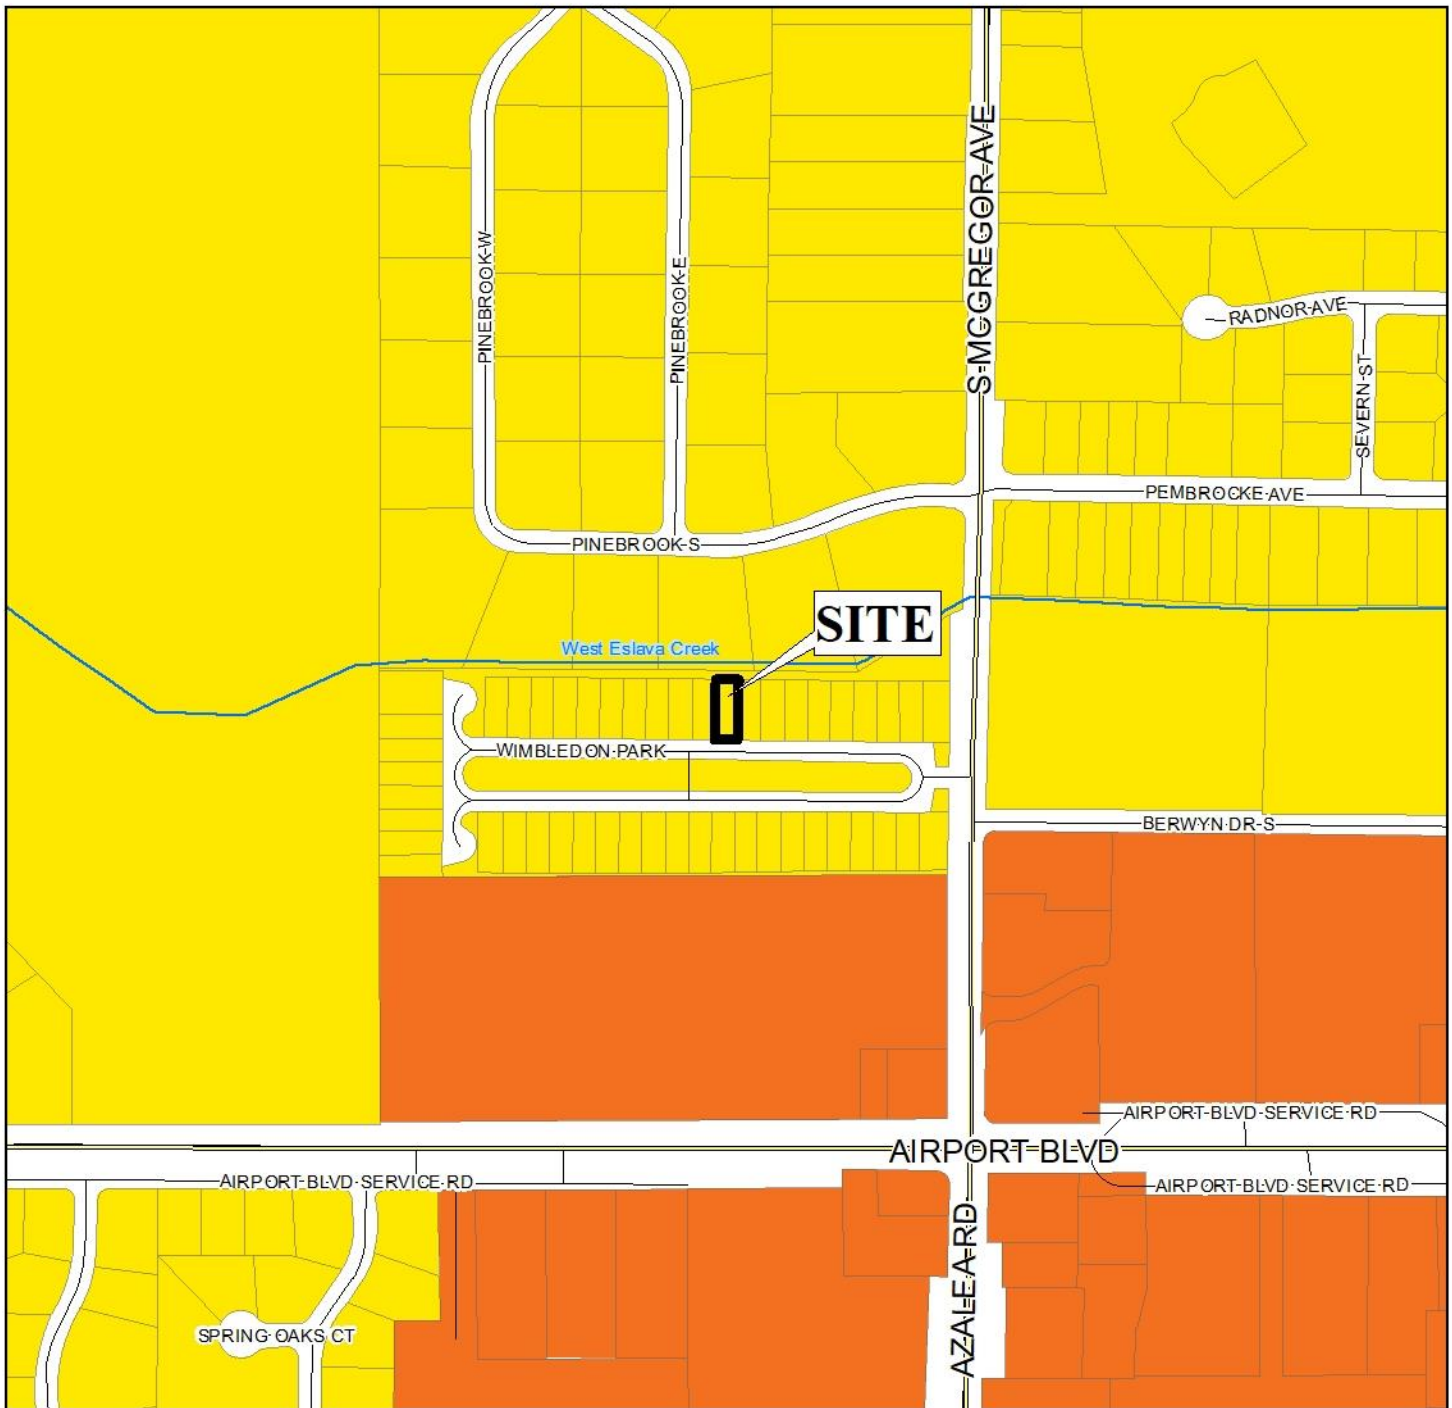 S MCGREGOR AVE
PINEBROOK W
PINEBROOK E
RADNOR AVE
SEVERN ST
PEMBROCKE AVE
PINEBROOK S
SITE
West Eslava Creek
WIMBLEDON PARK
BERWYN DR S
AIRPORT BLVD SERVICE RD
AIRPORT BLVD
AIRPORT BLVD SERVICE RD
AIRPORT BLVD SERVICE RD
AZALEA RD
SPRING OAKS CT